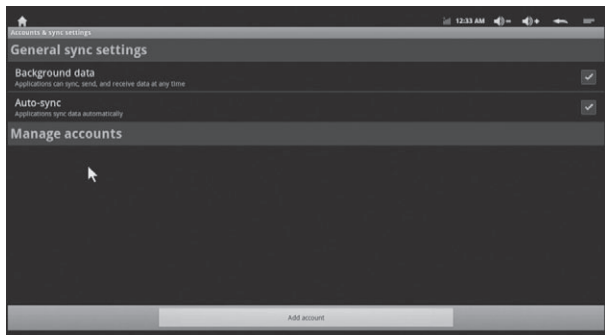 12:33 AM
Accounts & sync settings
General sync settings
Background data
Applications can sync, send, and receive data at any time
Auto-sync
Applications sync data automatically
Manage accounts
Add account